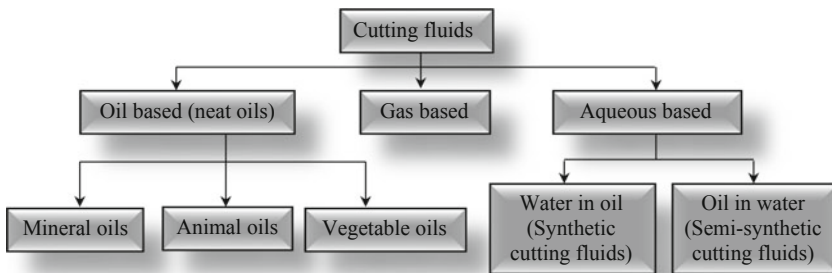 Cutting fluids
Oil based (neat oils)
Gas based
Aqueous based
Mineral oils
Animal oils
Vegetable oils
Water in oil
(Synthetic
cutting fluids)
Oil in water
(Semi-synthetic
cutting fluids)